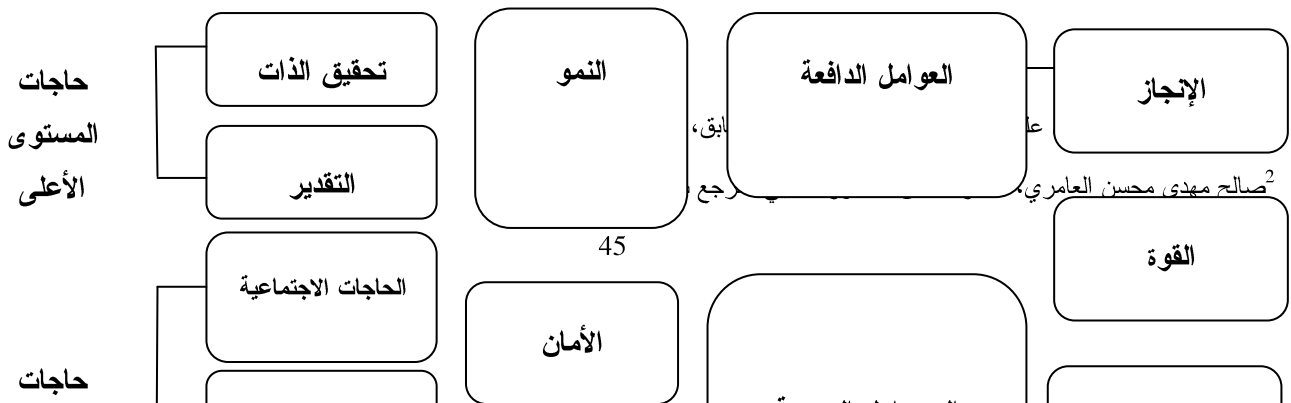 الإنجاز
العوامل الدافعة
النمو
تحقيق الذات
حاجات
المستوى
الأعلى
التقدير
2صالح مهدي محسن العامري،
45
القوة
الحاجات الاجتماعية
الأمان
حاجات